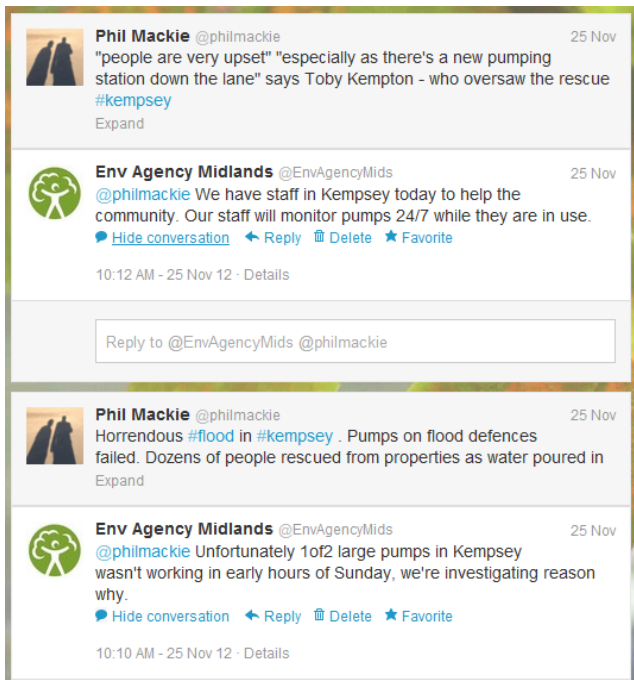 Phil Mackie @philmackie 25 Nov
"people are very upset" "especially as there's a new pumping
station down the lane" says Toby Kempton - who oversaw the rescue
#kempsey
Expand
Env Agency Midlands @EnvAgencyMids 25 Nov
@philmackie We have staff in Kempsey today to help the
community. Our staff will monitor pumps 24/7 while they are in use.
Hide conversation Reply Delete Favorite
10:12 AM - 25 Nov 12 · Details
Reply to @EnvAgencyMids @philmackie
Phil Mackie @philmackie 25 Nov
Horrendous #flood in #kempsey . Pumps on flood defences
failed. Dozens of people rescued from properties as water poured in
Expand
Env Agency Midlands @EnvAgencyMids 25 Nov
@philmackie Unfortunately 1of2 large pumps in Kempsey
wasn't working in early hours of Sunday, we're investigating reason
why.
Hide conversation Reply Delete Favorite
10:10 AM - 25 Nov 12 · Details